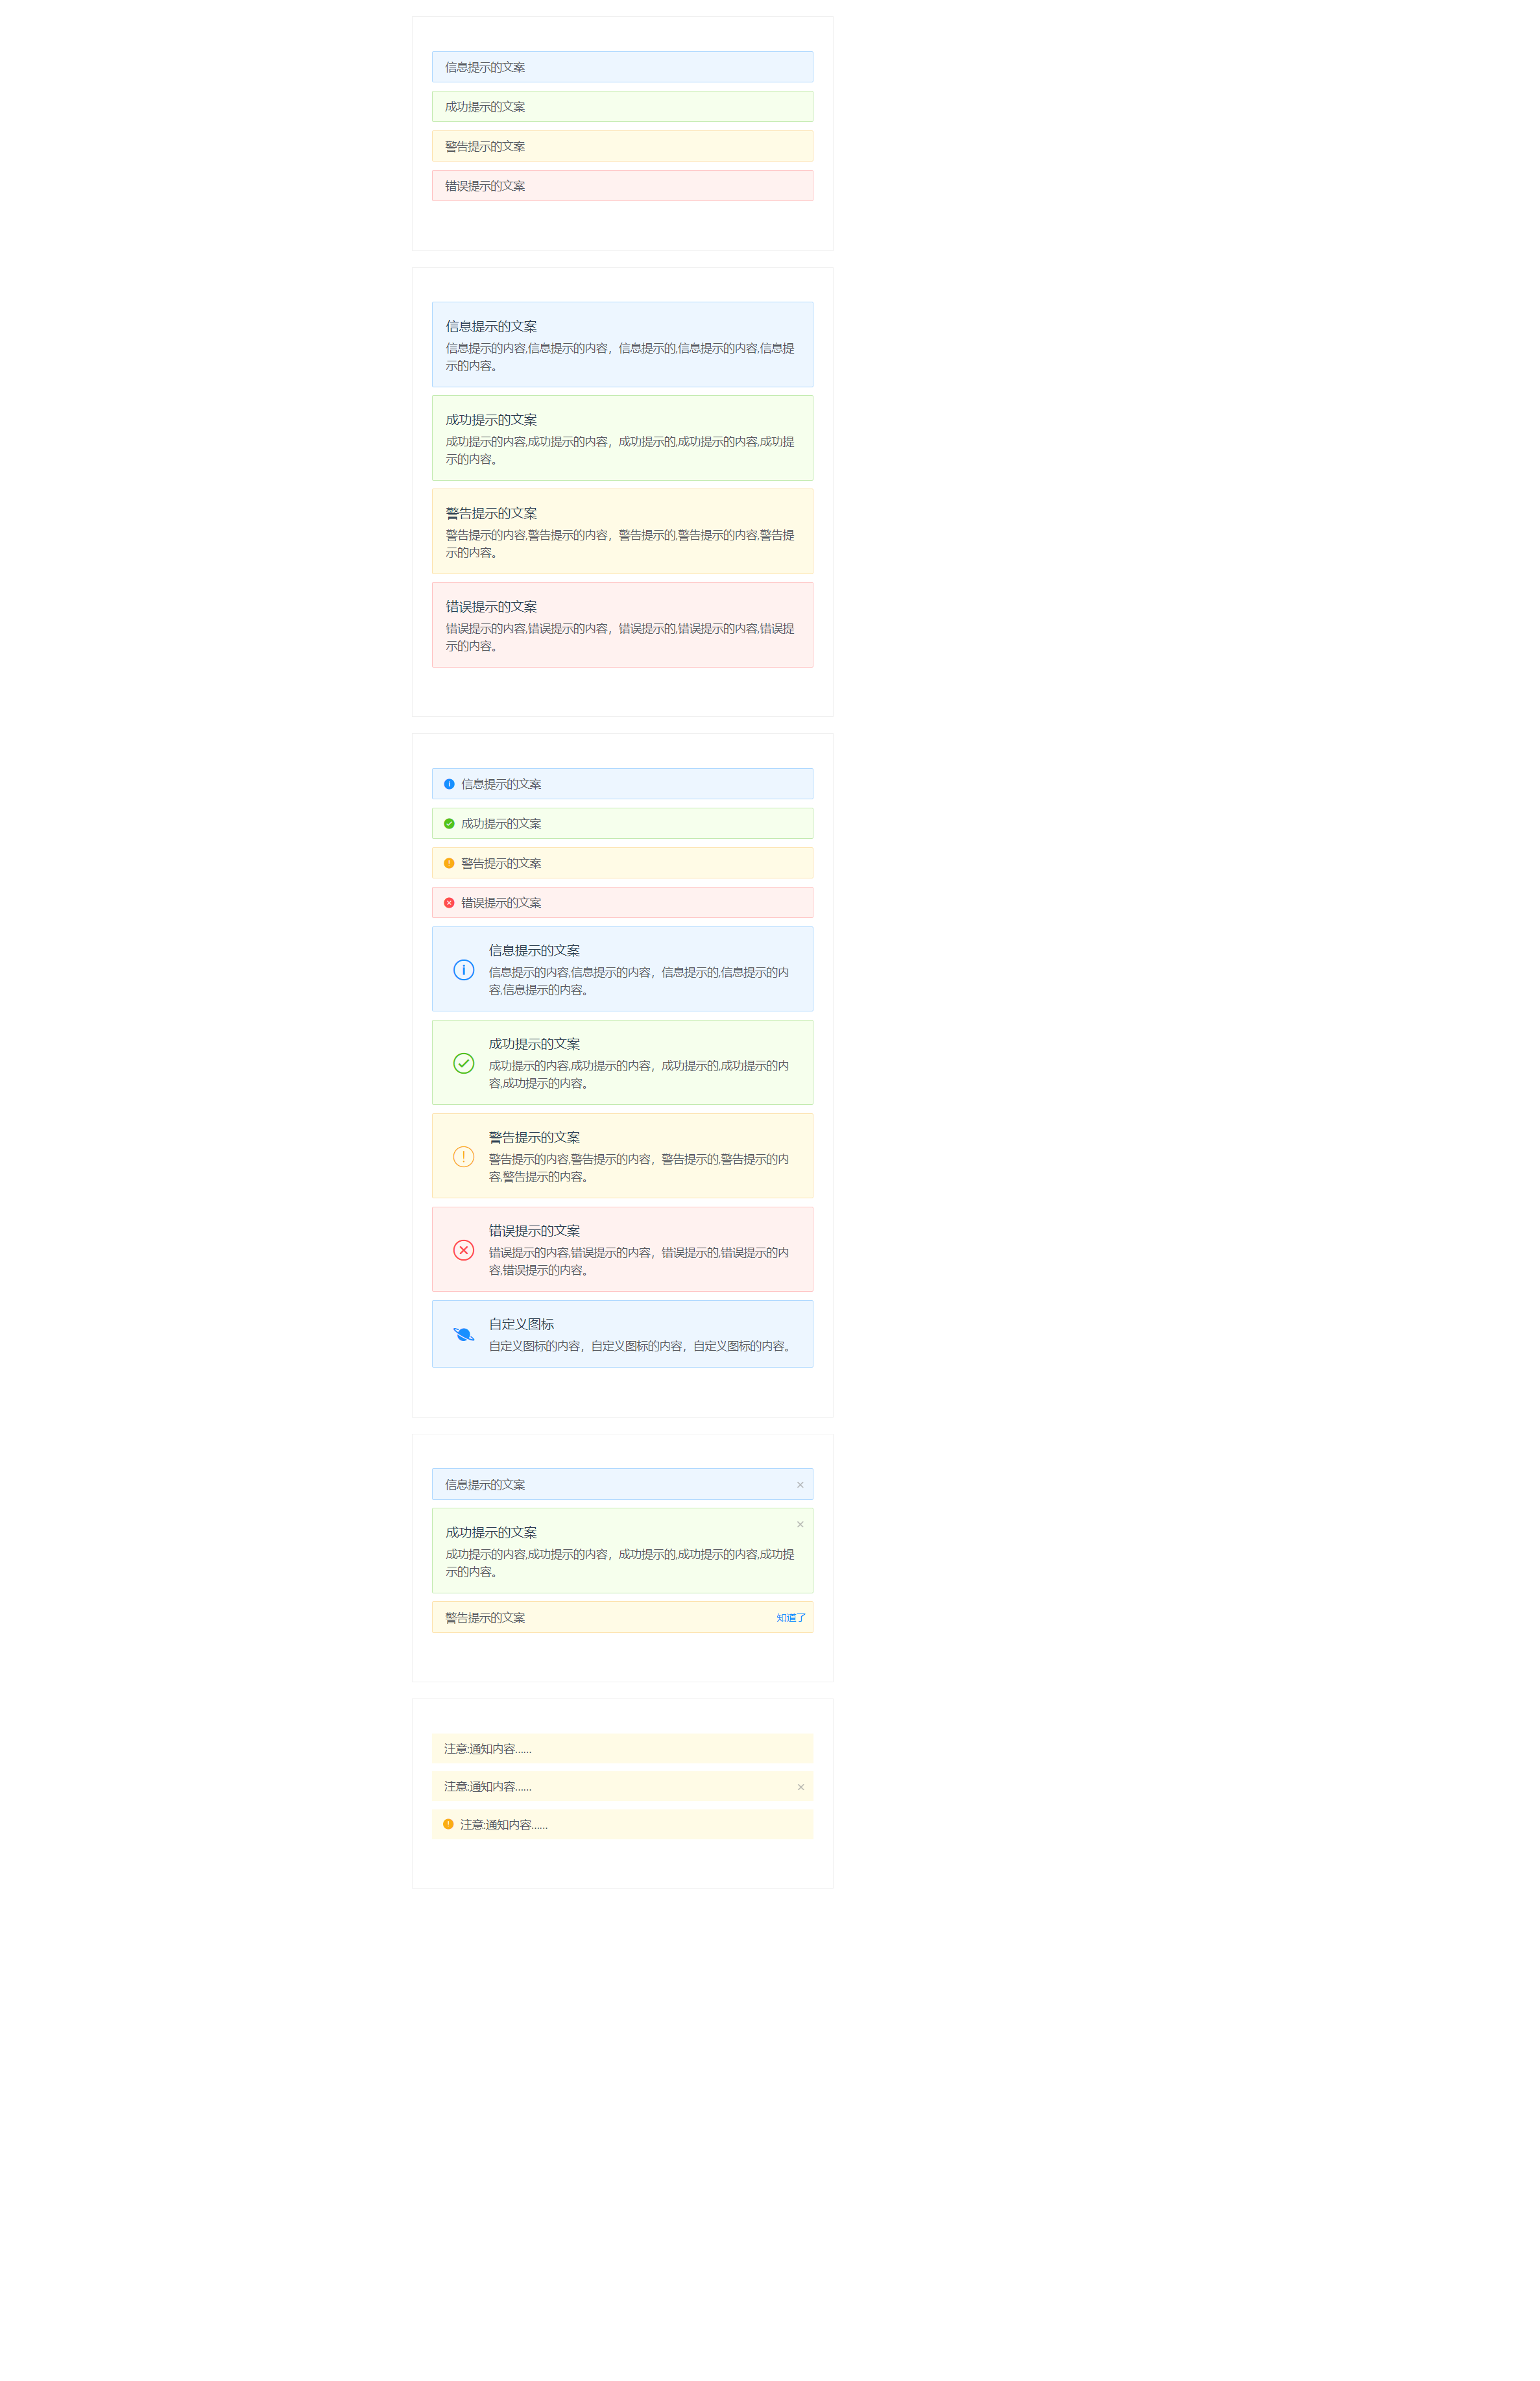 信息提示的文案
成功提示的文案
警告提示的文案
错误提示的文案
信息提示的文案
信息提示的内容,信息提示的内容，信息提示的,信息提示的内容,信息提
示的内容。
成功提示的文案
成功提示的内容,成功提示的内容，成功提示的,成功提示的内容,成功提
示的内容。
警告提示的文案
警告提示的内容,警告提示的内容，警告提示的,警告提示的内容,警告提
示的内容。
错误提示的文案
错误提示的内容,错误提示的内容，错误提示的,错误提示的内容,错误提
示的内容。
信息提示的文案
成功提示的文案
警告提示的文案
错误提示的文案
信息提示的文案
信息提示的内容,信息提示的内容，信息提示的,信息提示的内
容,信息提示的内容。
成功提示的文案
成功提示的内容,成功提示的内容，成功提示的,成功提示的内
容,成功提示的内容。
警告提示的文案
警告提示的内容,警告提示的内容，警告提示的,警告提示的内
容,警告提示的内容。
错误提示的文案
错误提示的内容,错误提示的内容，错误提示的,错误提示的内
容,错误提示的内容。
自定义图标
自定义图标的内容，自定义图标的内容，自定义图标的内容。
信息提示的文案
成功提示的文案
成功提示的内容,成功提示的内容，成功提示的,成功提示的内容,成功提
示的内容。
警告提示的文案 知道了
注意:通知内容......
注意:通知内容......
注意:通知内容......